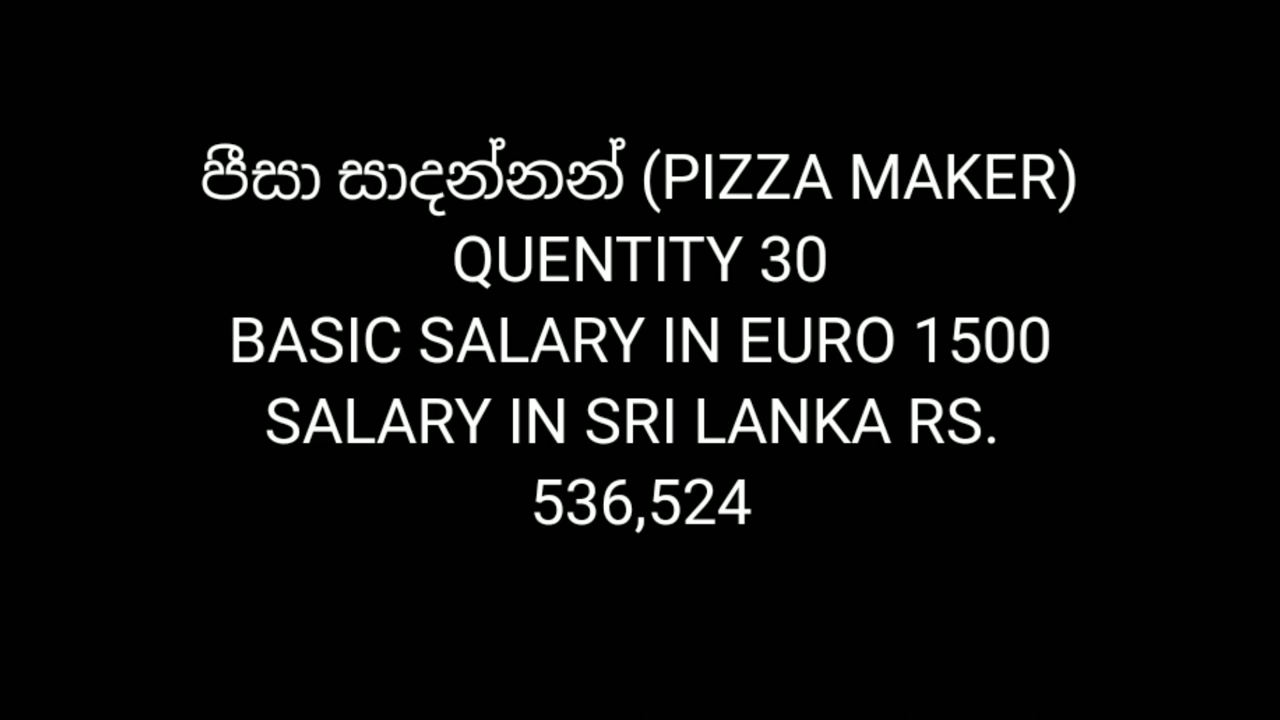 පීසා සාදන්නන් (PIZZA MAKER)
QUENTITY 30
BASIC SALARY IN EURO 1500
SALARY IN SRI LANKA RS.
536,524